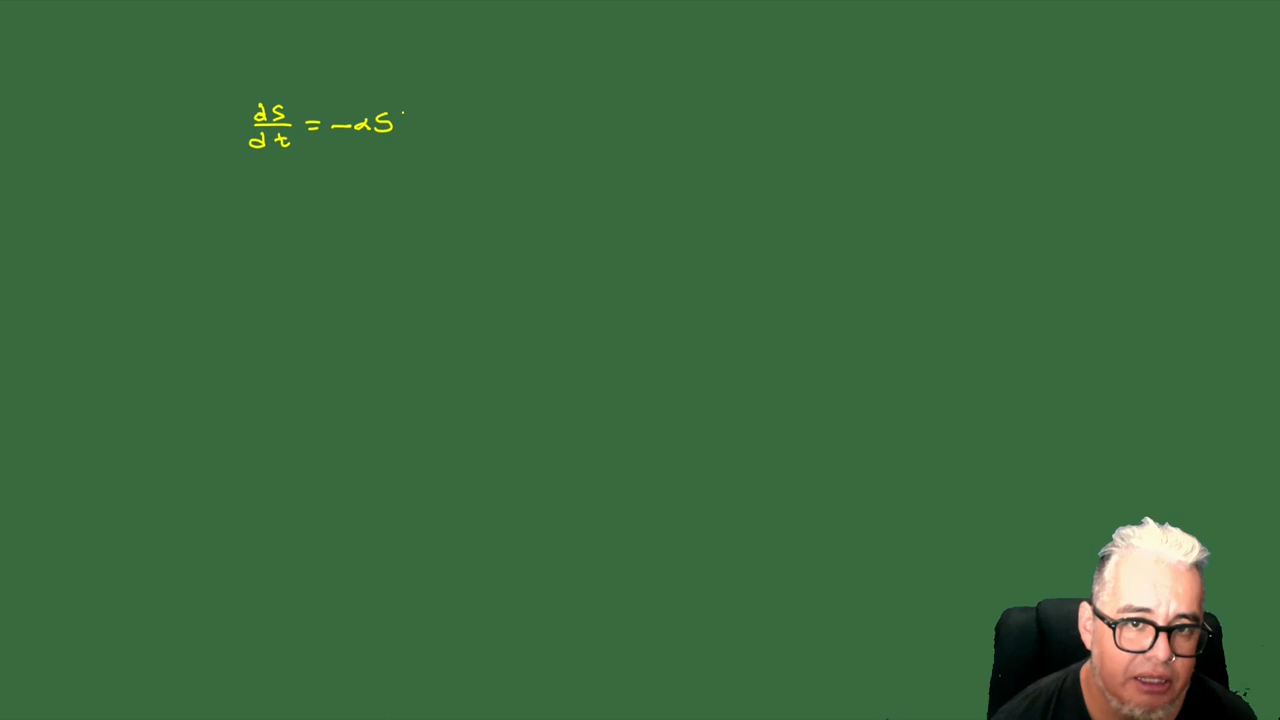 dS/dt = -αS